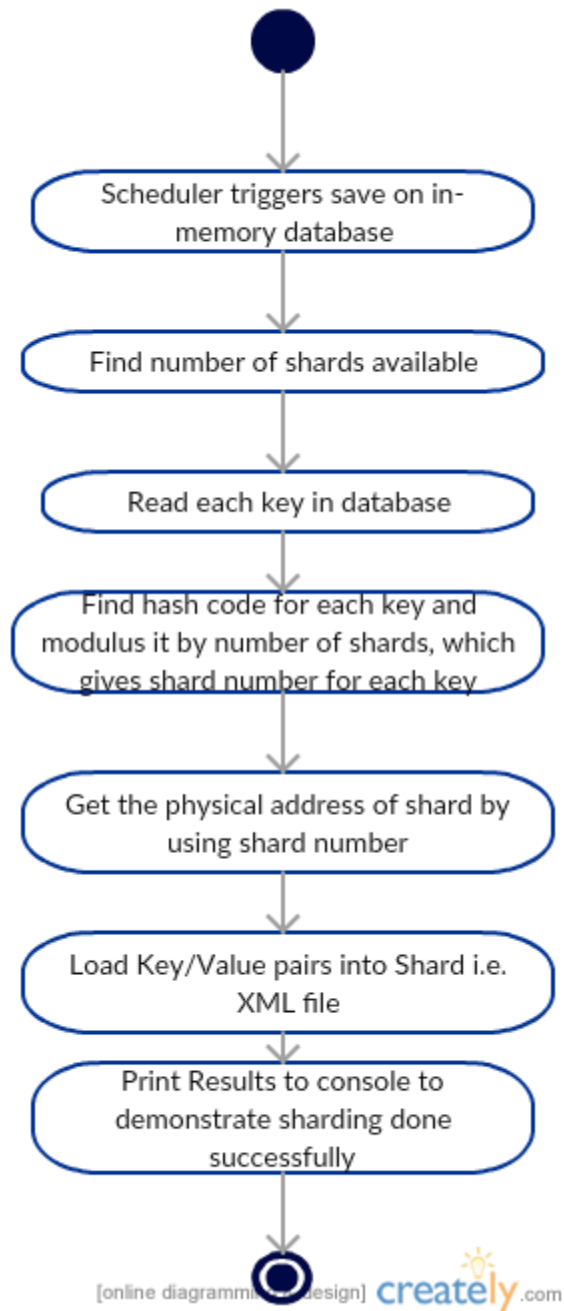 Scheduler triggers save on in-
memory database
Find number of shards available
Read each key in database
Find hash code for each key and
modulus it by number of shards, which
gives shard number for each key
Get the physical address of shard by
using shard number
Load Key/Value pairs into Shard i.e.
XML file
Print Results to console to
demonstrate sharding done
successfully
[online diagramming & design] creately.com